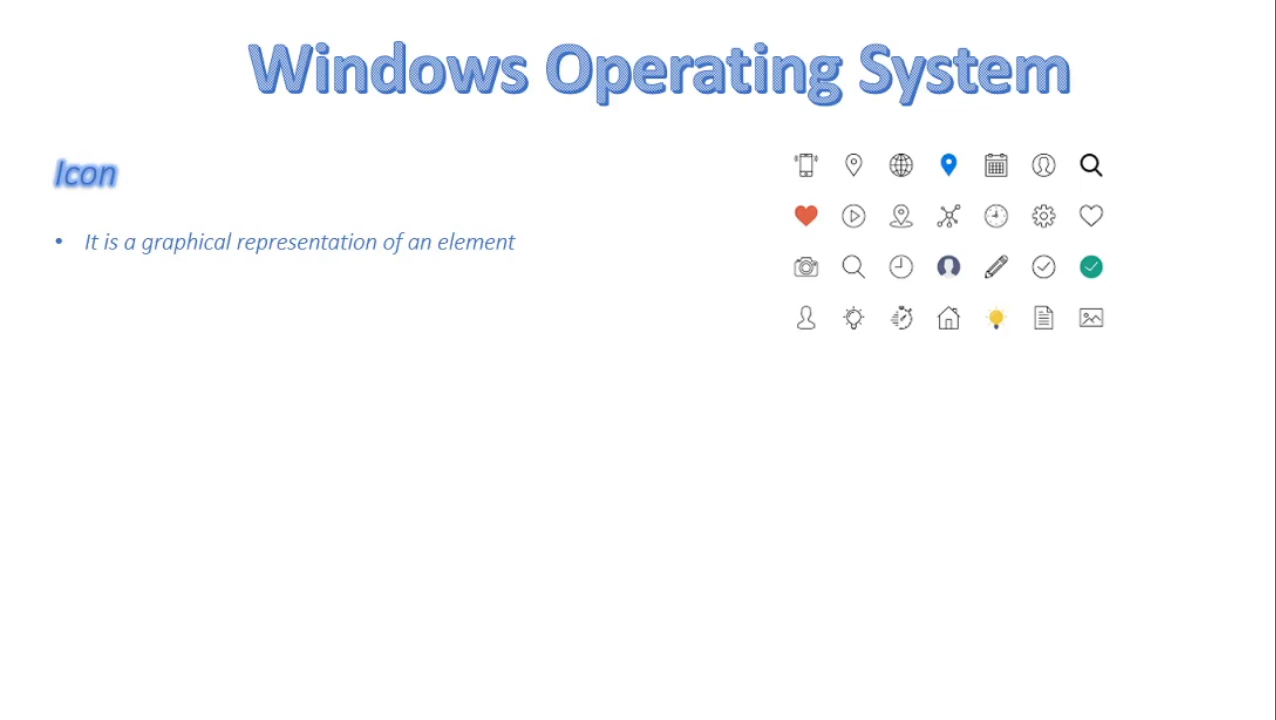 Windows Operating System
Icon
• It is a graphical representation of an element